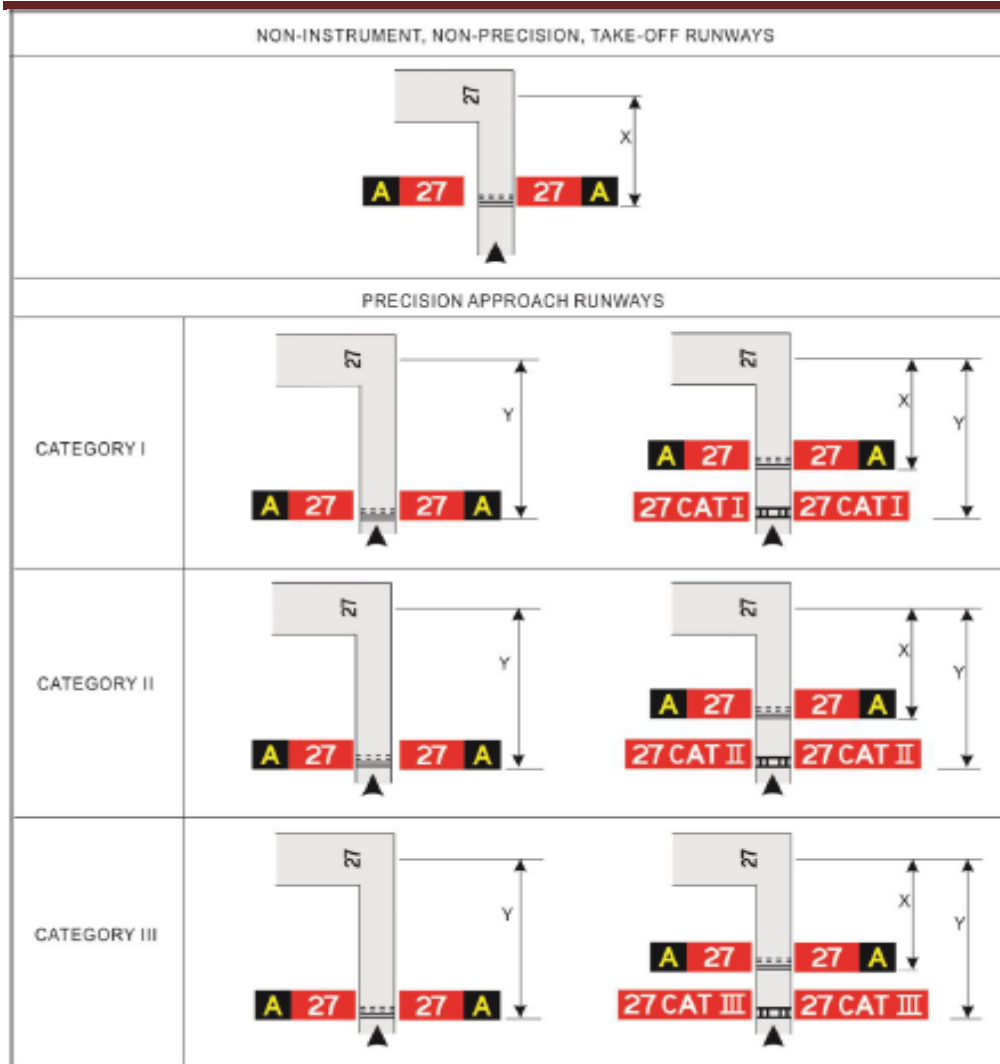 NON-INSTRUMENT, NON-PRECISION, TAKE-OFF RUNWAYS
27
X
A 27 27 A
PRECISION APPROACH RUNWAYS
CATEGORY I
27
Y
A 27 27 A
27
X
Y
A 27 27 A
27 CAT I 27 CAT I
CATEGORY II
27
Y
A 27 27 A
27
X
Y
A 27 27 A
27 CAT II 27 CAT II
CATEGORY III
27
Y
A 27 27 A
27
X
Y
A 27 27 A
27 CAT III 27 CAT III